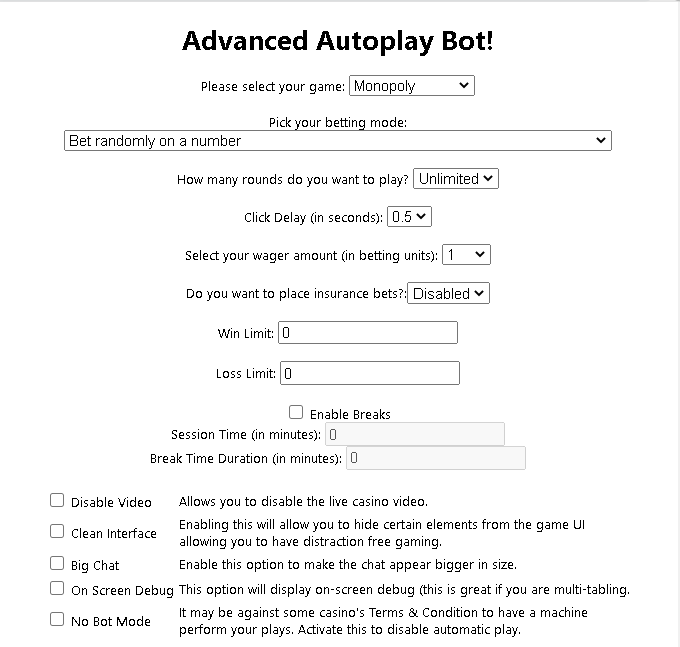 Advanced Autoplay Bot!
Please select your game: Monopoly
Pick your betting mode:
Bet randomly on a number
How many rounds do you want to play? Unlimited
Click Delay (in seconds): 0.5
Select your wager amount (in betting units): 1
Do you want to place insurance bets?: Disabled
Win Limit: 0
Loss Limit: 0
Enable Breaks
Session Time (in minutes): 0
Break Time Duration (in minutes): 0
Disable Video Allows you to disable the live casino video.
Clean Interface Enabling this will allow you to hide certain elements from the game UI
allowing you to have distraction free gaming.
Big Chat Enable this option to make the chat appear bigger in size.
On Screen Debug This option will display on-screen debug (this is great if you are multi-tabling.
No Bot Mode It may be against some casino's Terms & Condition to have a machine
perform your plays. Activate this to disable automatic play.